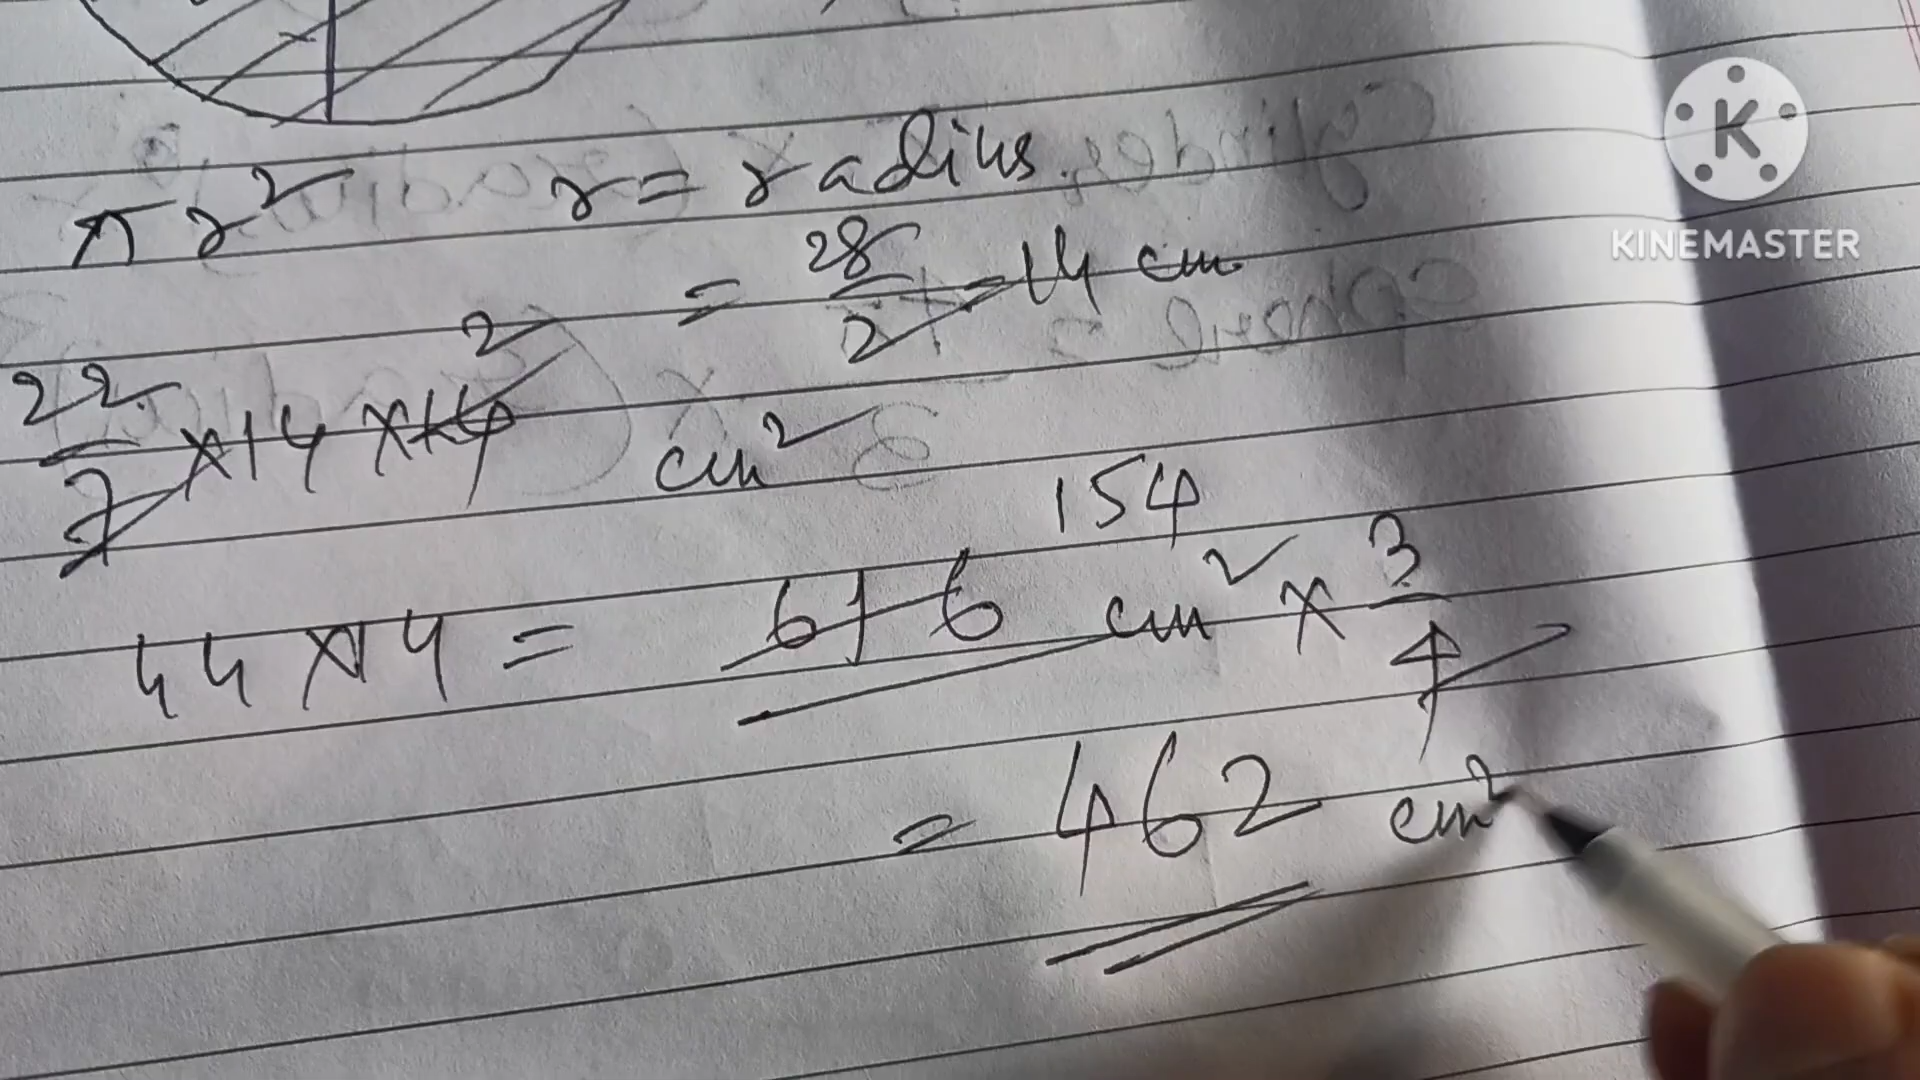 πr² r = radius.
= 28/2 = 14 cm
22/7 × 14 × 14 2 cm²
154
44 × 14 = 616 cm² × 3/4
= 462 cm²
K
KINEMASTER